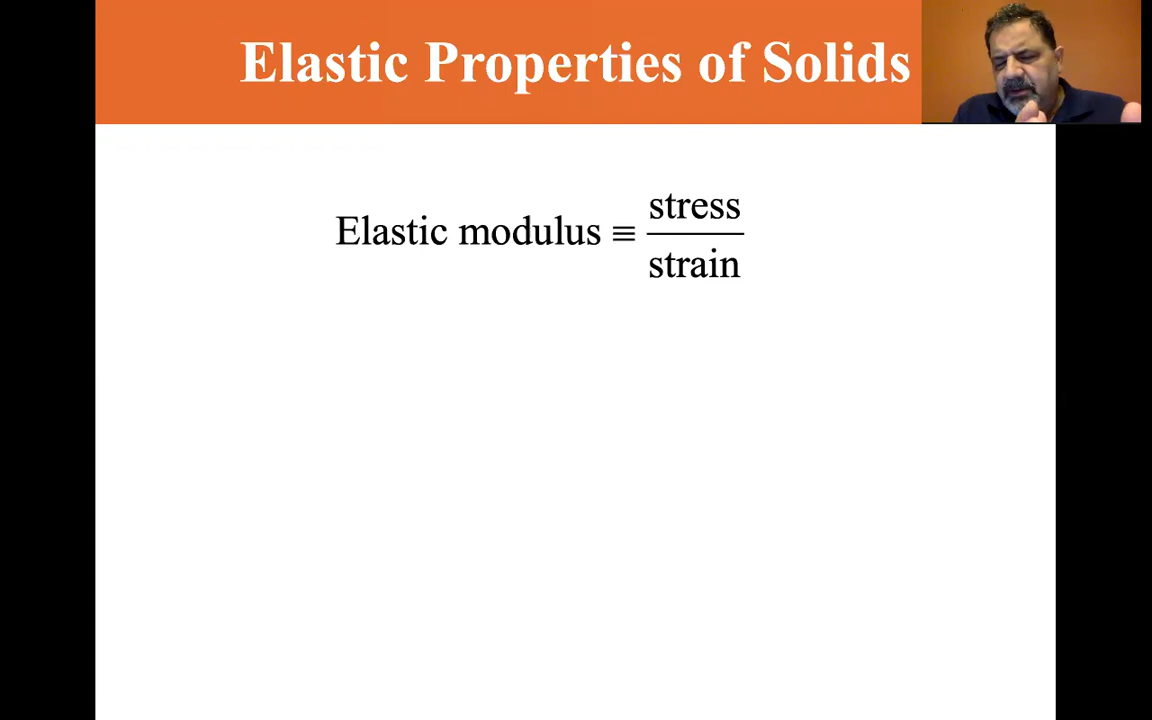 Elastic Properties of Solids
Elastic modulus ≡ stress
strain